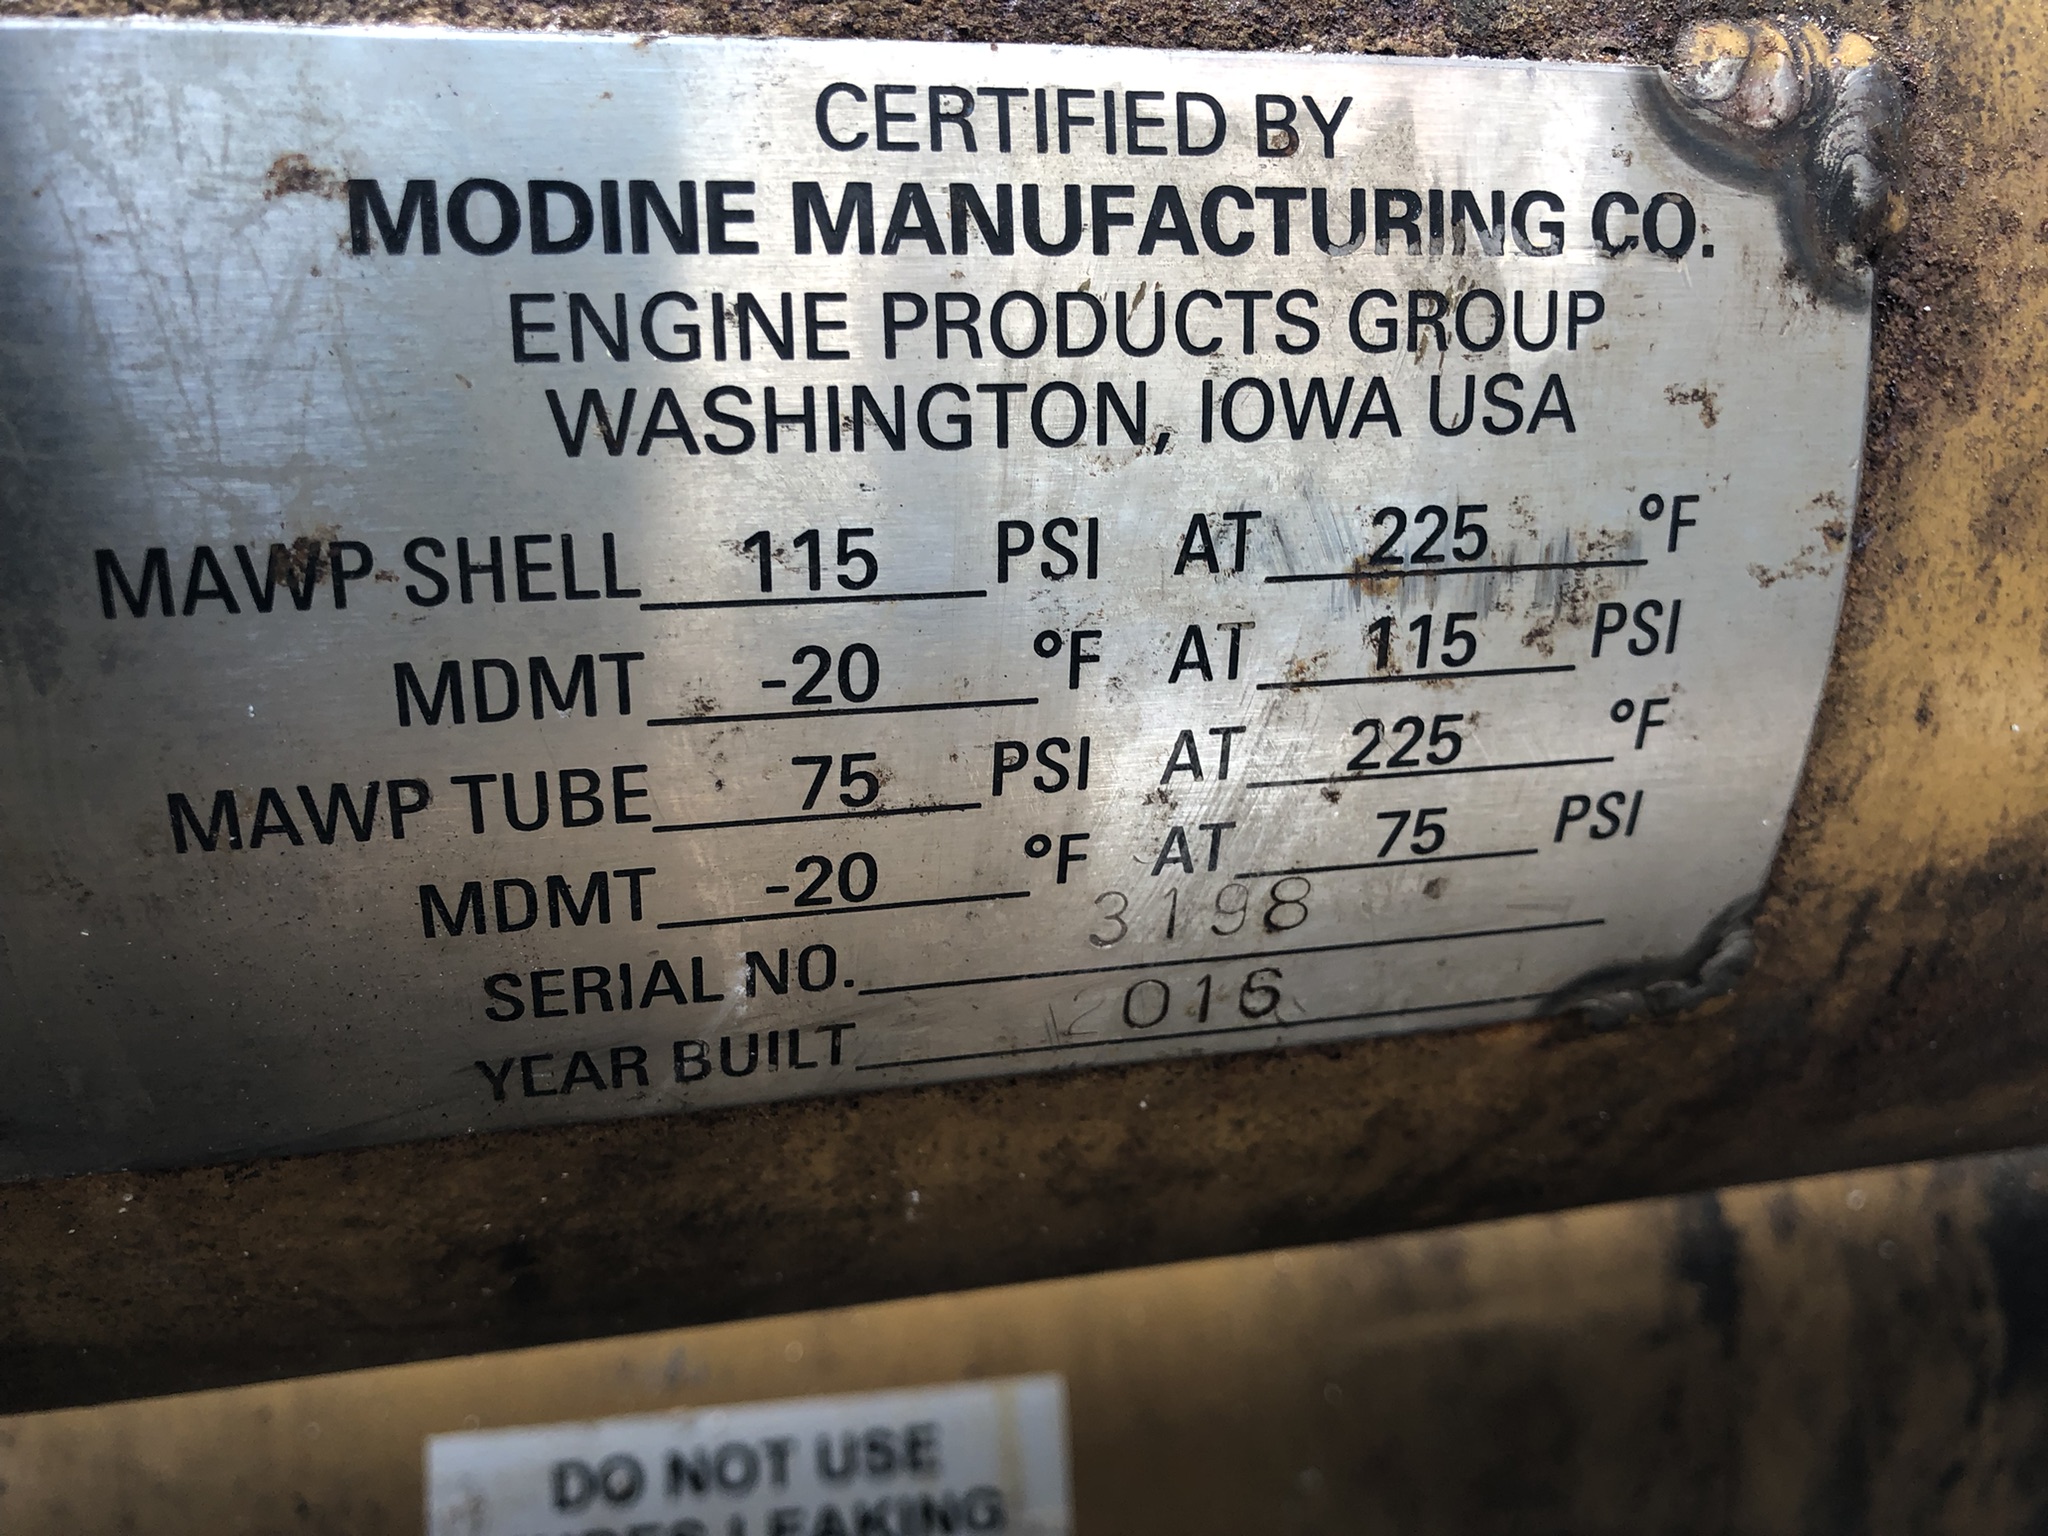 CERTIFIED BY
MODINE MANUFACTURING CO.
ENGINE PRODUCTS GROUP
WASHINGTON, IOWA USA
MAWP SHELL 115 PSI AT 225 °F
MDMT -20 °F AT 115 PSI
MAWP TUBE 75 PSI AT 225 °F
MDMT -20 °F AT 75 PSI
SERIAL NO. 3198
YEAR BUILT 2016
DO NOT USE
LEAKING